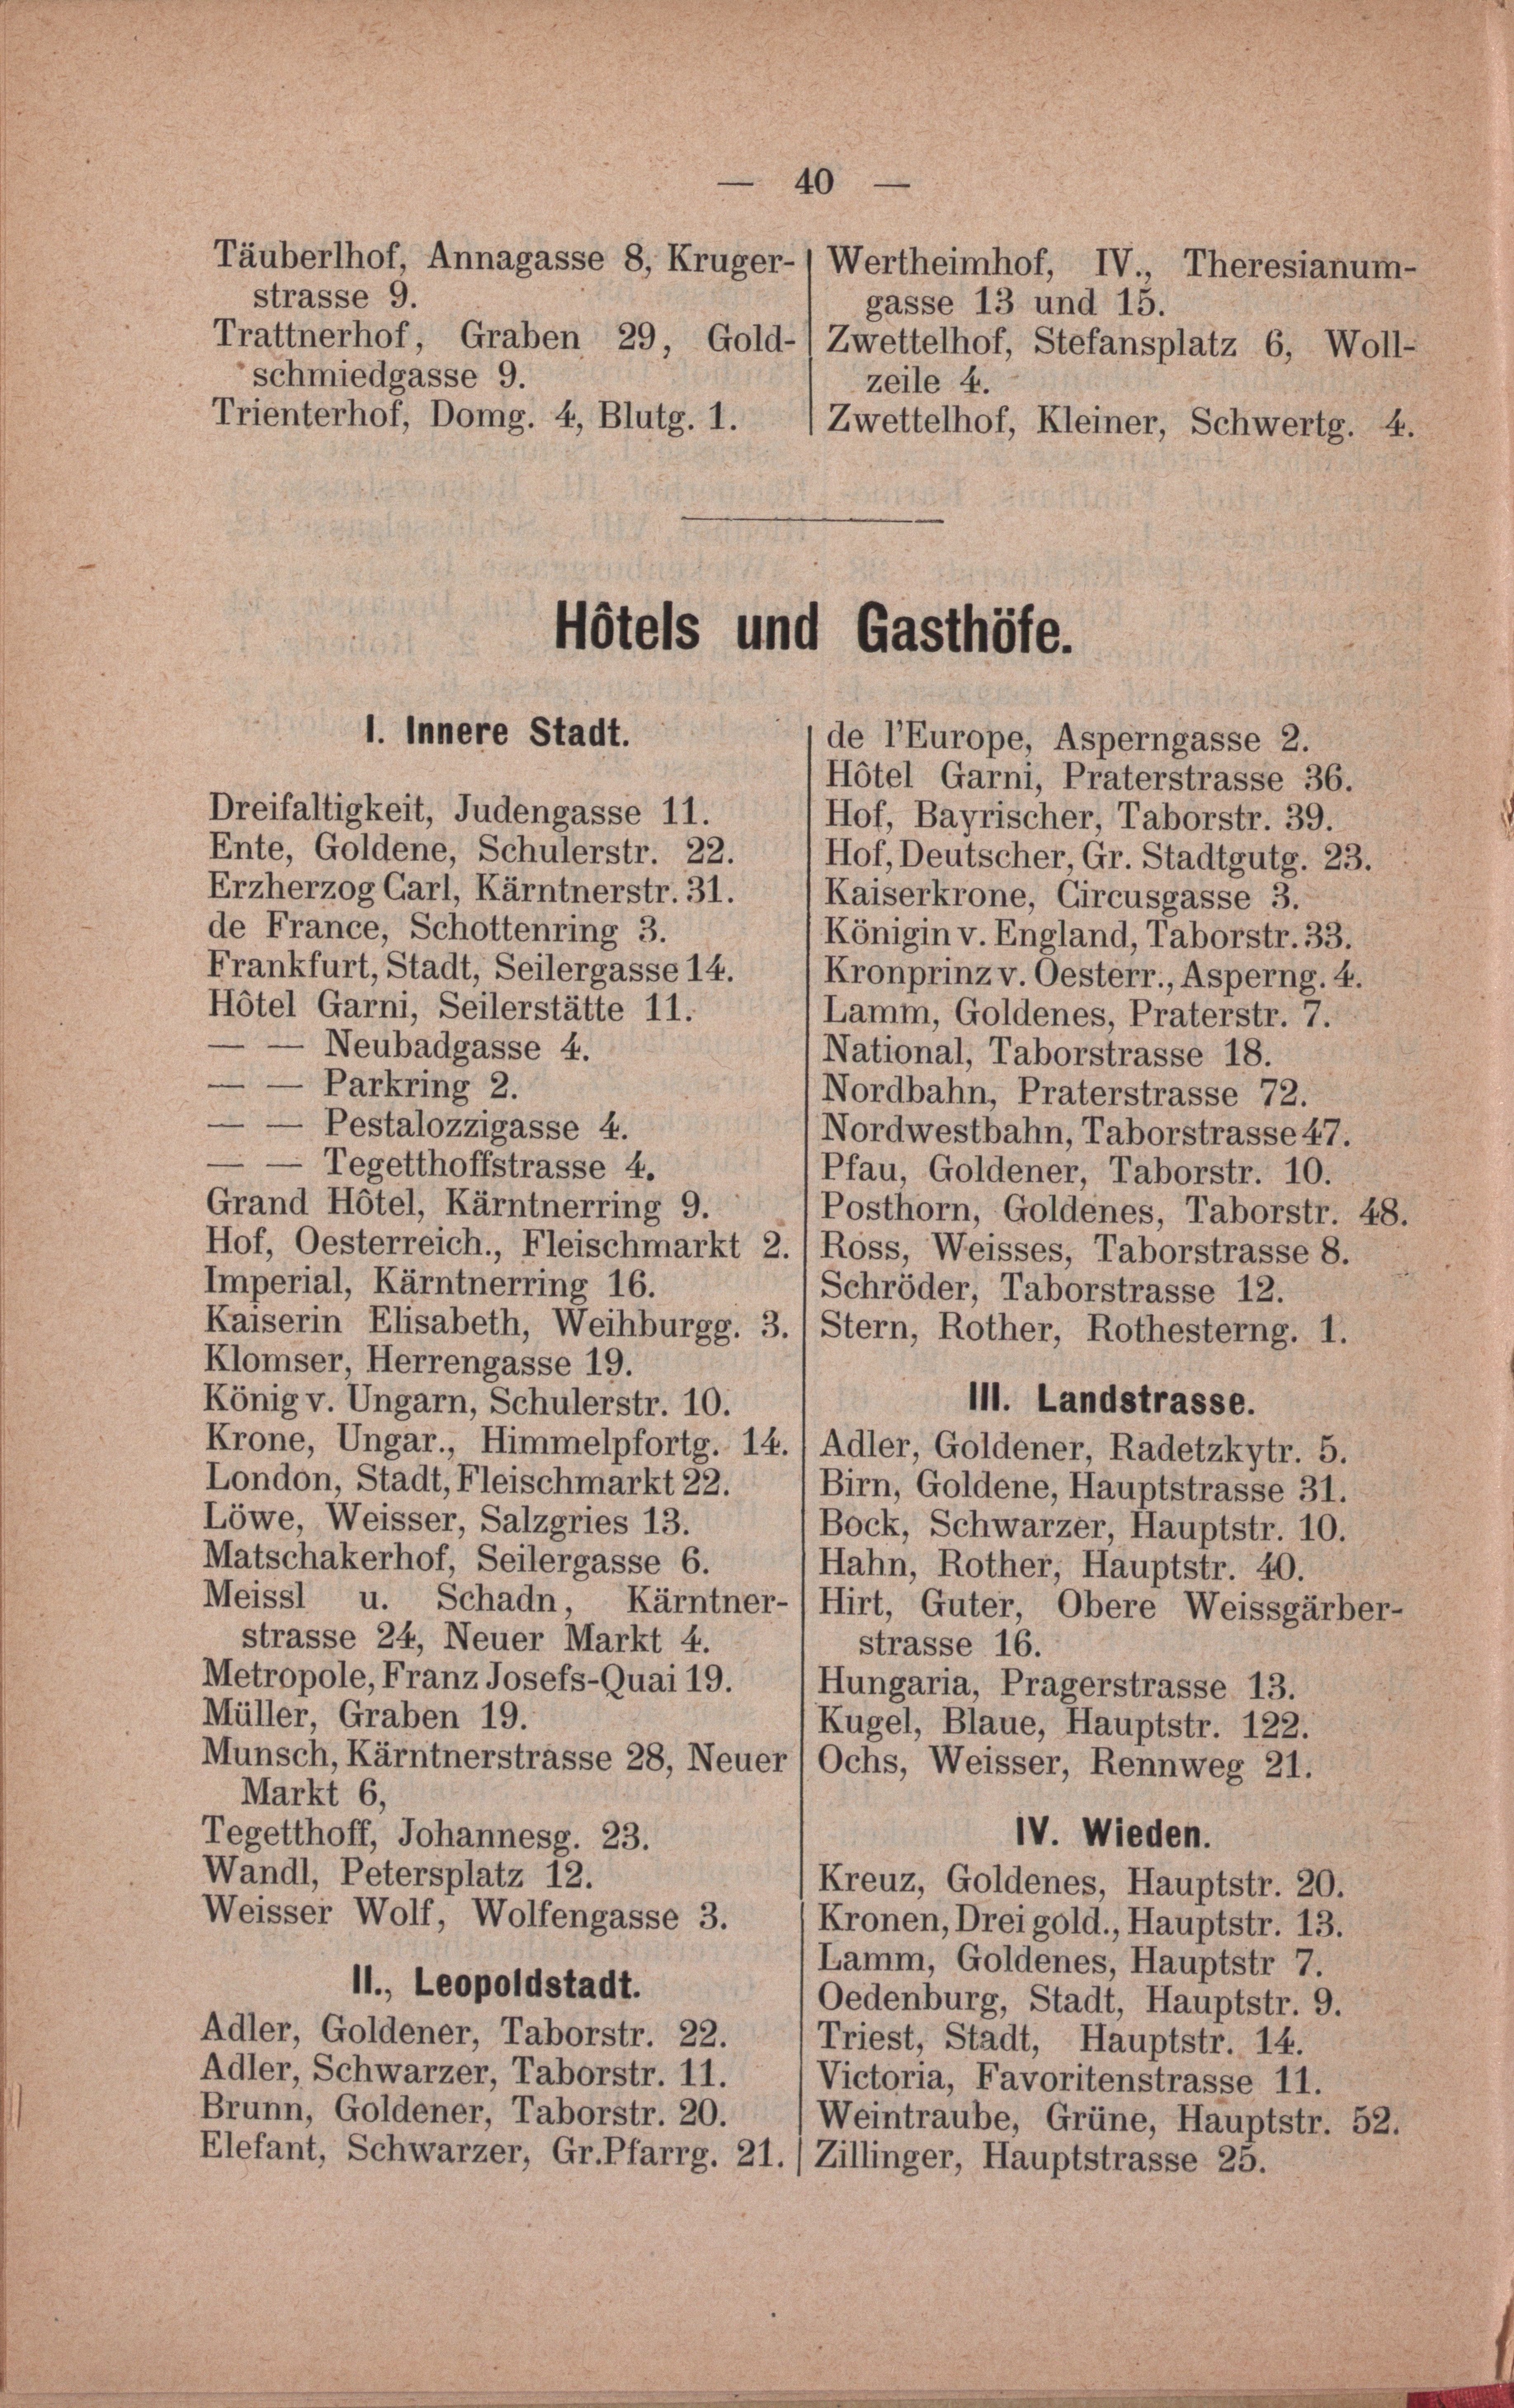 — 40 —
Täuberlhof, Annagasse 8, Kruger-
strasse 9.
Trattnerhof, Graben 29, Gold-
schmiedgasse 9.
Trienterhof, Domg. 4, Blutg. 1.
Wertheimhof, IV., Theresianum-
gasse 13 und 15.
Zwettelhof, Stefansplatz 6, Woll-
zeile 4.
Zwettelhof, Kleiner, Schwertg. 4.
Hôtels und Gasthöfe.
I. Innere Stadt.
Dreifaltigkeit, Judengasse 11.
Ente, Goldene, Schulerstr. 22.
Erzherzog Carl, Kärntnerstr. 31.
de France, Schottenring 3.
Frankfurt, Stadt, Seilergasse 14.
Hôtel Garni, Seilerstätte 11.
— — Neubadgasse 4.
— — Parkring 2.
— — Pestalozzigasse 4.
— — Tegetthoffstrasse 4.
Grand Hôtel, Kärntnerring 9.
Hof, Oesterreich., Fleischmarkt 2.
Imperial, Kärntnerring 16.
Kaiserin Elisabeth, Weihburgg. 3.
Klomser, Herrengasse 19.
König v. Ungarn, Schulerstr. 10.
Krone, Ungar., Himmelpfortg. 14.
London, Stadt, Fleischmarkt 22.
Löwe, Weisser, Salzgries 13.
Matschakerhof, Seilergasse 6.
Meissl u. Schadn, Kärntner-
strasse 24, Neuer Markt 4.
Metropole, Franz Josefs-Quai 19.
Müller, Graben 19.
Munsch, Kärntnerstrasse 28, Neuer
Markt 6,
Tegetthoff, Johannesg. 23.
Wandl, Petersplatz 12.
Weisser Wolf, Wolfengasse 3.
II., Leopoldstadt.
Adler, Goldener, Taborstr. 22.
Adler, Schwarzer, Taborstr. 11.
Brunn, Goldener, Taborstr. 20.
Elefant, Schwarzer, Gr.Pfarrg. 21.
de l'Europe, Asperngasse 2.
Hôtel Garni, Praterstrasse 36.
Hof, Bayrischer, Taborstr. 39.
Hof, Deutscher, Gr. Stadtgutg. 23.
Kaiserkrone, Circusgasse 3.
Königin v. England, Taborstr. 33.
Kronprinz v. Oesterr., Asperng. 4.
Lamm, Goldenes, Praterstr. 7.
National, Taborstrasse 18.
Nordbahn, Praterstrasse 72.
Nordwestbahn, Taborstrasse 47.
Pfau, Goldener, Taborstr. 10.
Posthorn, Goldenes, Taborstr. 48.
Ross, Weisses, Taborstrasse 8.
Schröder, Taborstrasse 12.
Stern, Rother, Rothesterng. 1.
III. Landstrasse.
Adler, Goldener, Radetzkytr. 5.
Birn, Goldene, Hauptstrasse 31.
Bock, Schwarzer, Hauptstr. 10.
Hahn, Rother, Hauptstr. 40.
Hirt, Guter, Obere Weissgärber-
strasse 16.
Hungaria, Pragerstrasse 13.
Kugel, Blaue, Hauptstr. 122.
Ochs, Weisser, Rennweg 21.
IV. Wieden.
Kreuz, Goldenes, Hauptstr. 20.
Kronen, Drei gold., Hauptstr. 13.
Lamm, Goldenes, Hauptstr 7.
Oedenburg, Stadt, Hauptstr. 9.
Triest, Stadt, Hauptstr. 14.
Victoria, Favoritenstrasse 11.
Weintraube, Grüne, Hauptstr. 52.
Zillinger, Hauptstrasse 25.